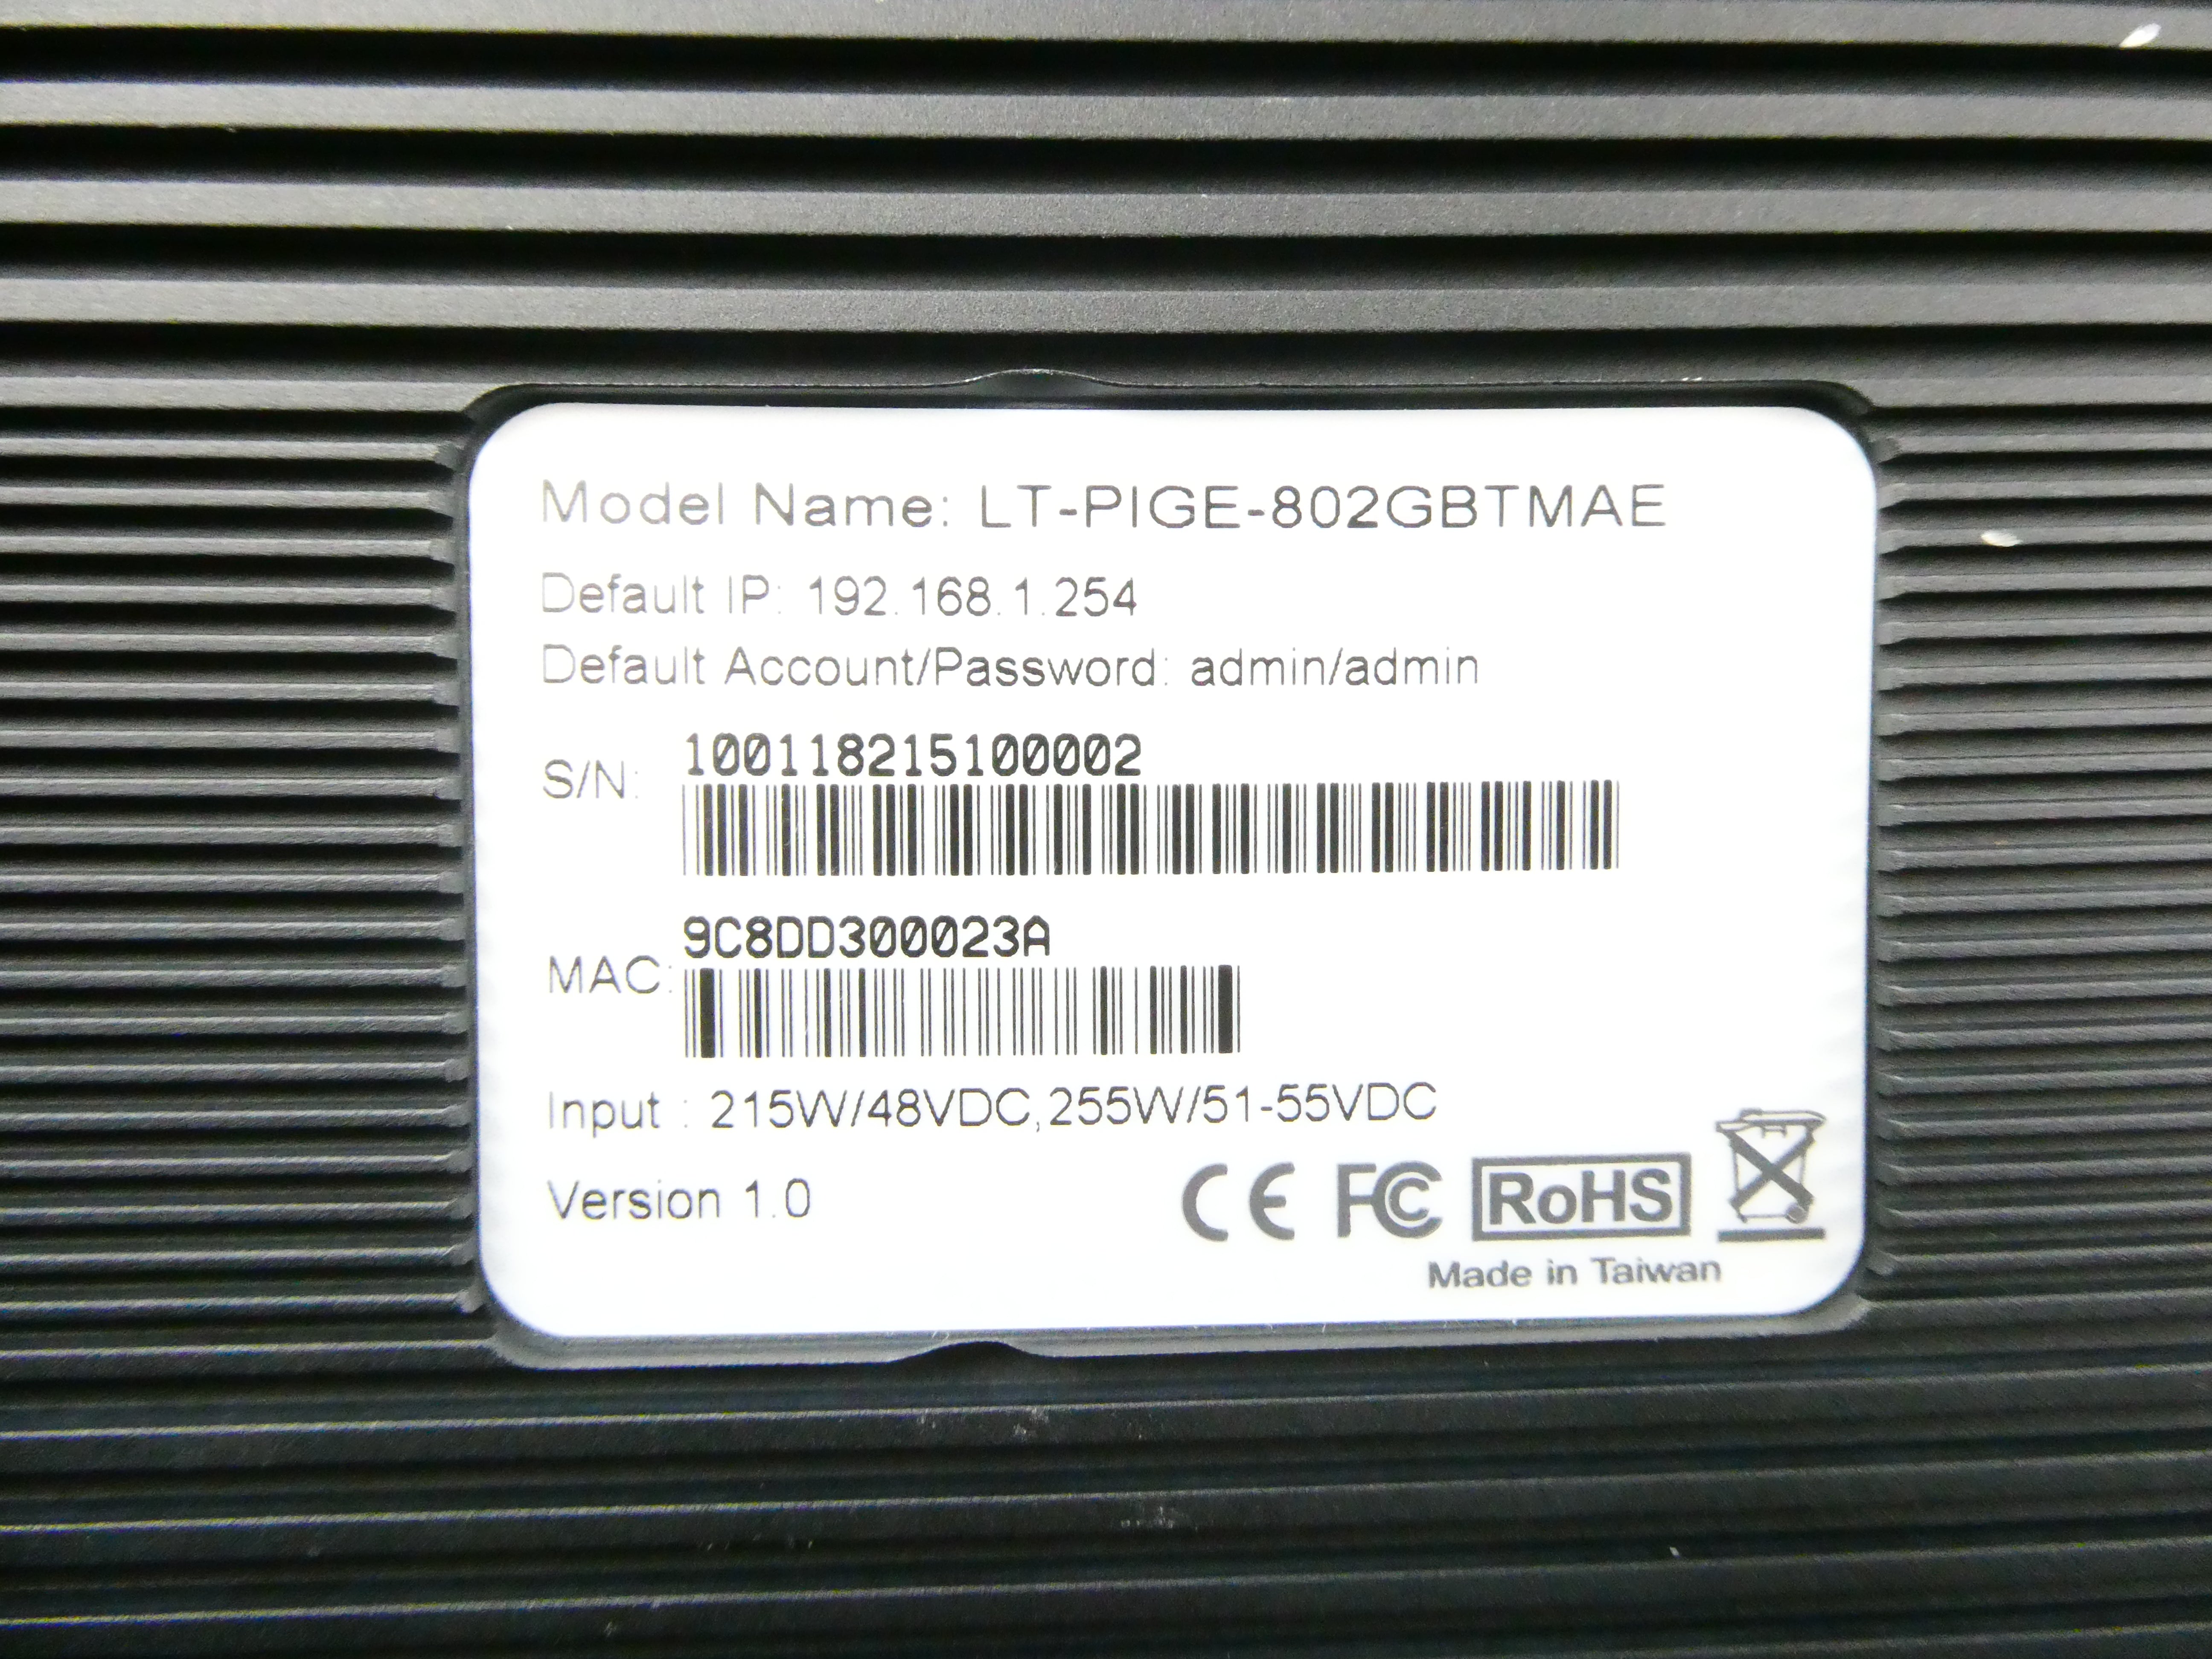 Model Name: LT-PIGE-802GBTMAE
Default IP: 192.168.1.254
Default Account/Password: admin/admin
S/N: 100118215100002
MAC: 9C8DD300023A
Input : 215W/48VDC,255W/51-55VDC
Version 1.0
CE FC RoHS
Made in Taiwan